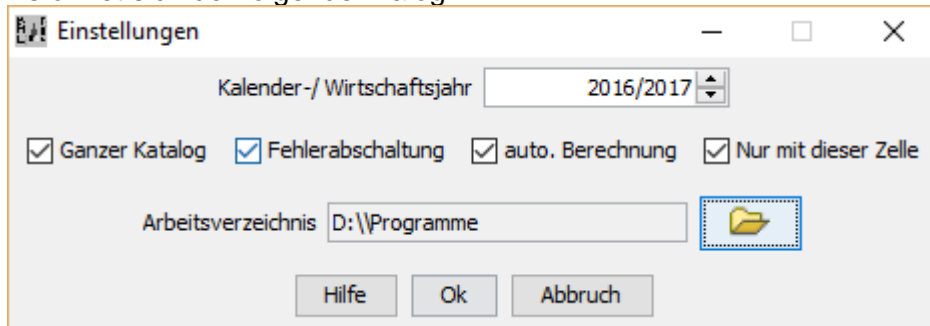 Einstellungen
Kalender-/ Wirtschaftsjahr 2016/2017
Ganzer Katalog Fehlerabschaltung auto. Berechnung Nur mit dieser Zelle
Arbeitsverzeichnis D:\\Programme
Hilfe Ok Abbruch